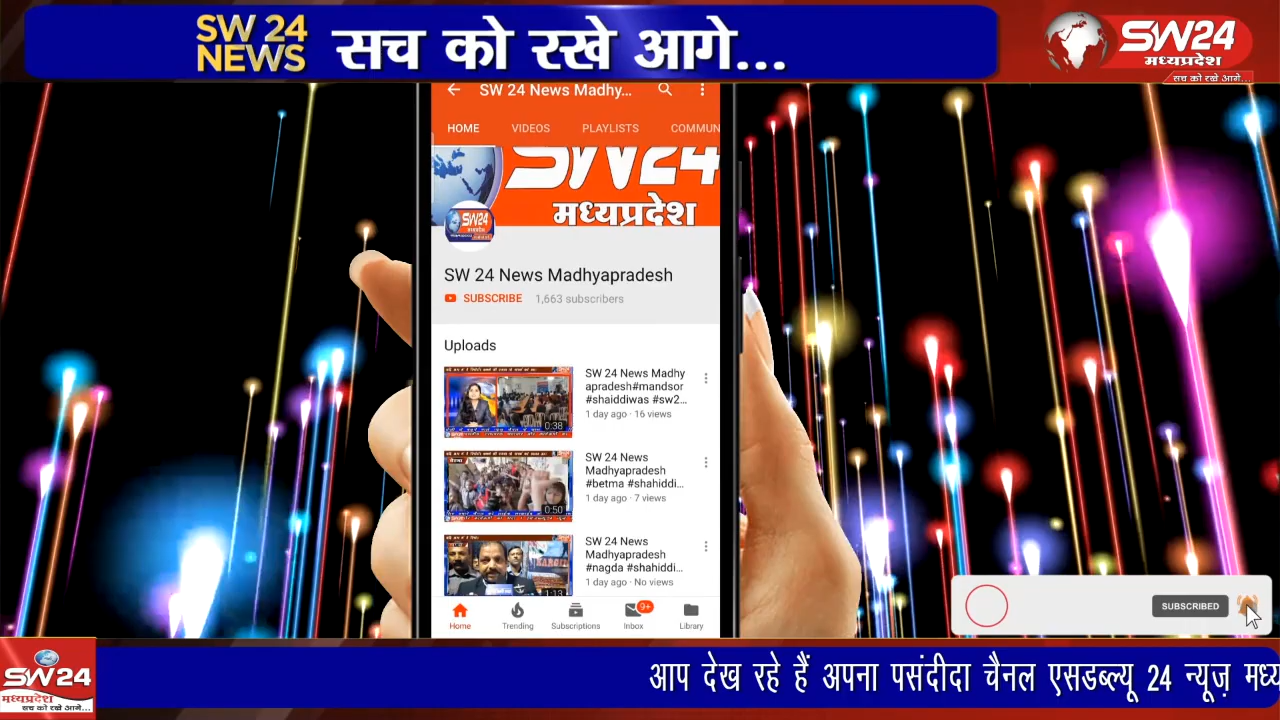 SW 24
NEWS
सच को रखे आगे...
SW24
मध्यप्रदेश
सच को रखे आगे...
SW 24 News Madhy...
HOME VIDEOS PLAYLISTS COMMUN
SW24
मध्यप्रदेश
SW24
SW 24 News Madhyapradesh
SUBSCRIBE 1,663 subscribers
Uploads
SW 24 News Madhy
apradesh#mandsor
#shaiddiwas #sw2...
1 day ago · 16 views
0:38
SW 24 News
Madhyapradesh
#betma #shahiddi...
1 day ago · 7 views
0:50
SW 24 News
Madhyapradesh
#nagda #shahiddi...
1 day ago · No views
1:13
9+
Home Trending Subscriptions Inbox Library
SUBSCRIBED
SW24
मध्यप्रदेश
सच को रखे आगे...
आप देख रहे हैं अपना पसंदीदा चैनल एसडब्ल्यू 24 न्यूज़ मध्य